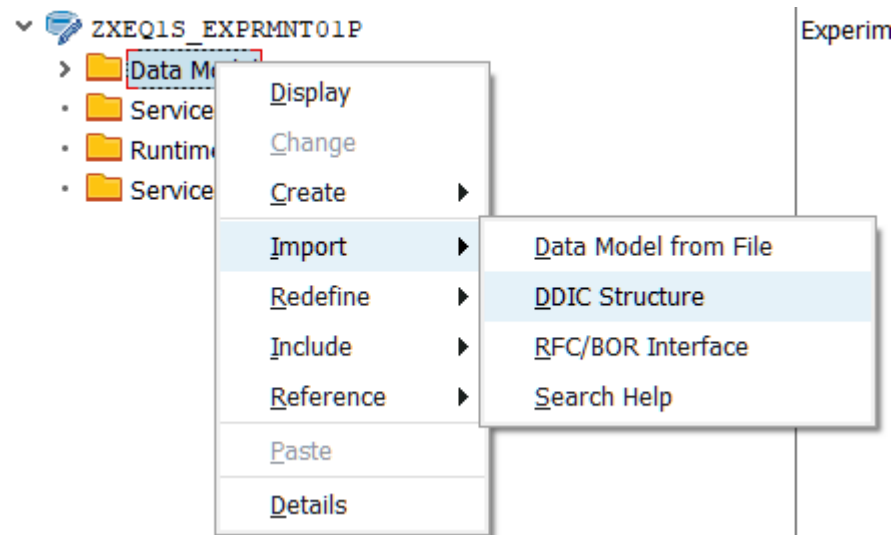 ZXEQ1S_EXPRMNT01P
Experim
Data Mo
Service
Runtime
Service
Display
Change
Create
Import
Redefine
Include
Reference
Paste
Details
Data Model from File
DDIC Structure
RFC/BOR Interface
Search Help